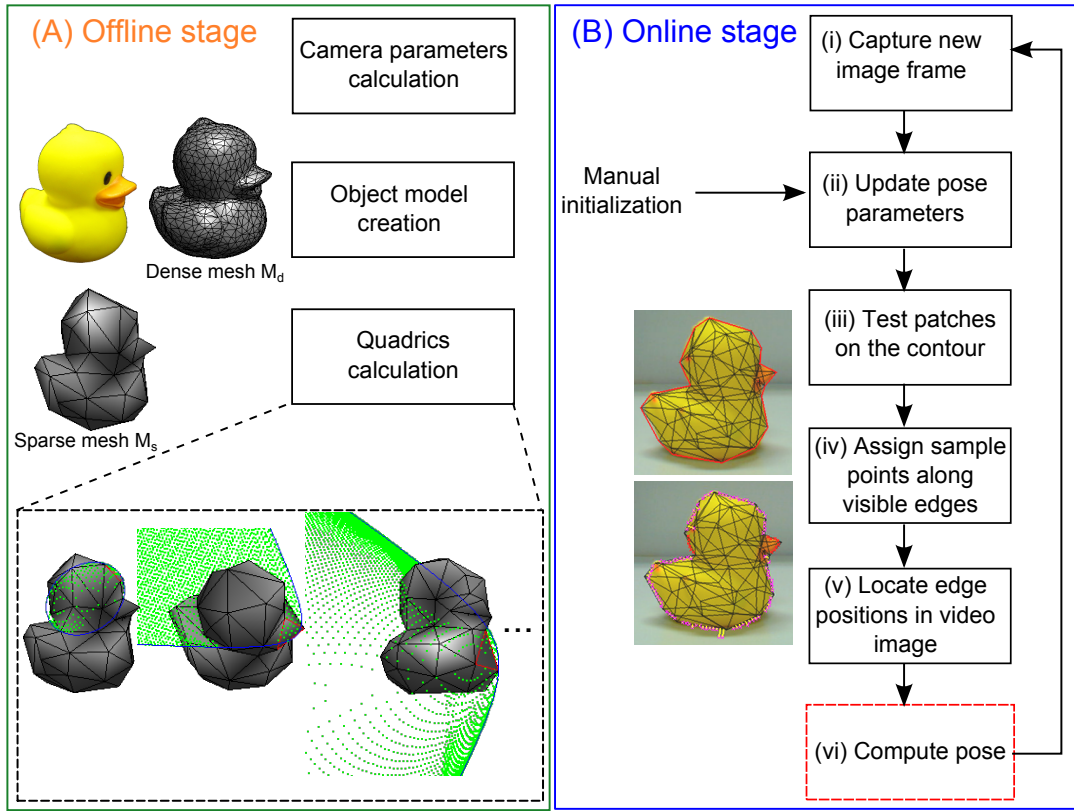 (A) Offline stage
Camera parameters
calculation
Object model
creation
Dense mesh M_d
Quadrics
calculation
Sparse mesh M_s
...
(B) Online stage
(i) Capture new
image frame
Manual
initialization
(ii) Update pose
parameters
(iii) Test patches
on the contour
(iv) Assign sample
points along
visible edges
(v) Locate edge
positions in video
image
(vi) Compute pose